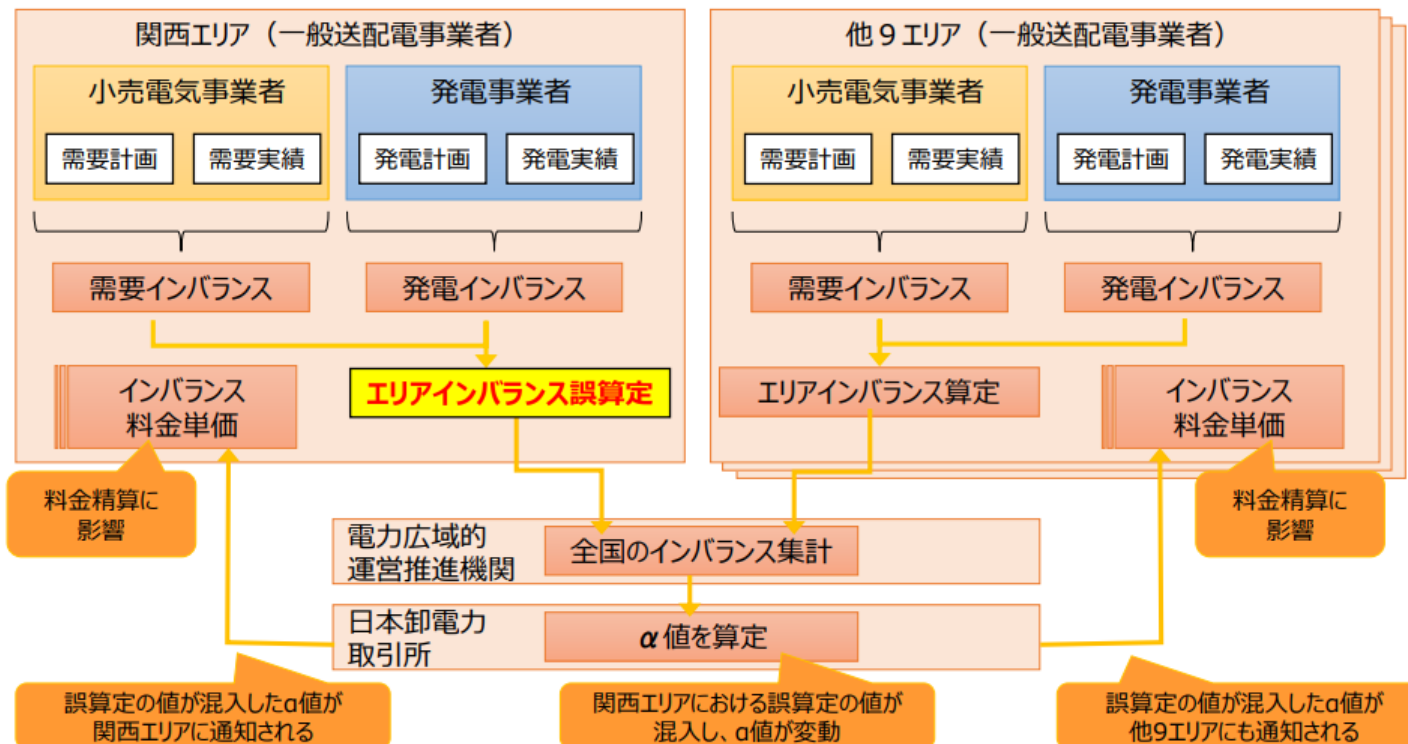 関西エリア（一般送配電事業者）
小売電気事業者
発電事業者
需要計画
需要実績
発電計画
発電実績
需要インバランス
発電インバランス
インバランス
料金単価
エリアインバランス誤算定
料金精算に
影響
他９エリア（一般送配電事業者）
小売電気事業者
発電事業者
需要計画
需要実績
発電計画
発電実績
需要インバランス
発電インバランス
エリアインバランス算定
インバランス
料金単価
料金精算に
影響
電力広域的
運営推進機関
全国のインバランス集計
日本卸電力
取引所
α値を算定
誤算定の値が混入したα値が
関西エリアに通知される
関西エリアにおける誤算定の値が
混入し、α値が変動
誤算定の値が混入したα値が
他9エリアにも通知される